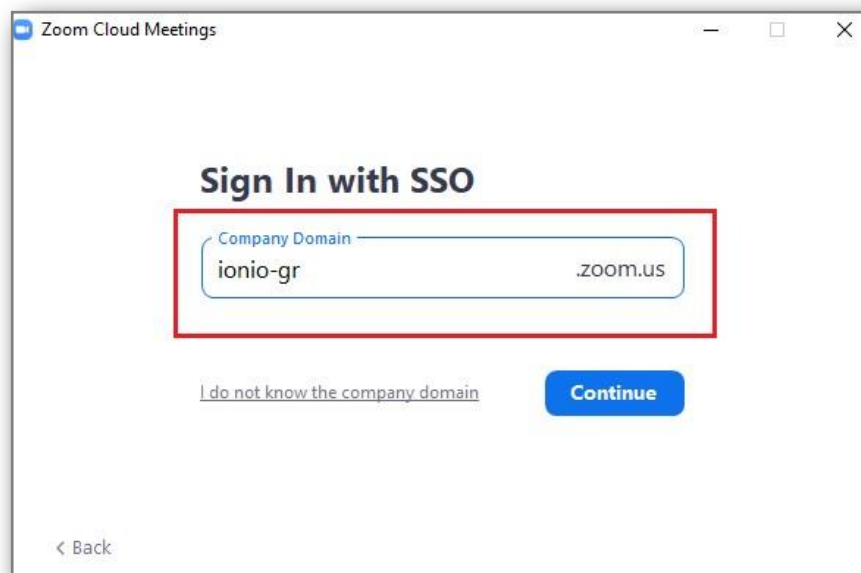 Zoom Cloud Meetings
Sign In with SSO
Company Domain
ionio-gr .zoom.us
I do not know the company domain Continue
< Back